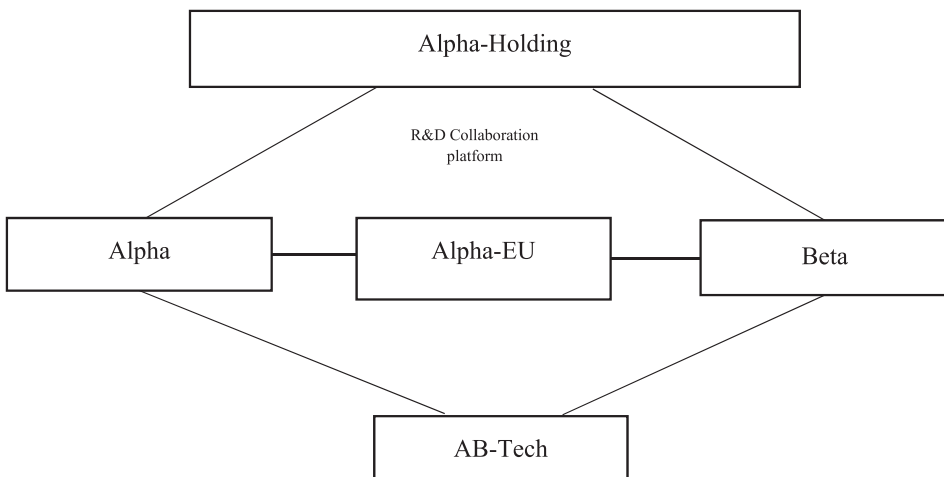 Alpha-Holding
R&D Collaboration
platform
Alpha
Alpha-EU
Beta
AB-Tech